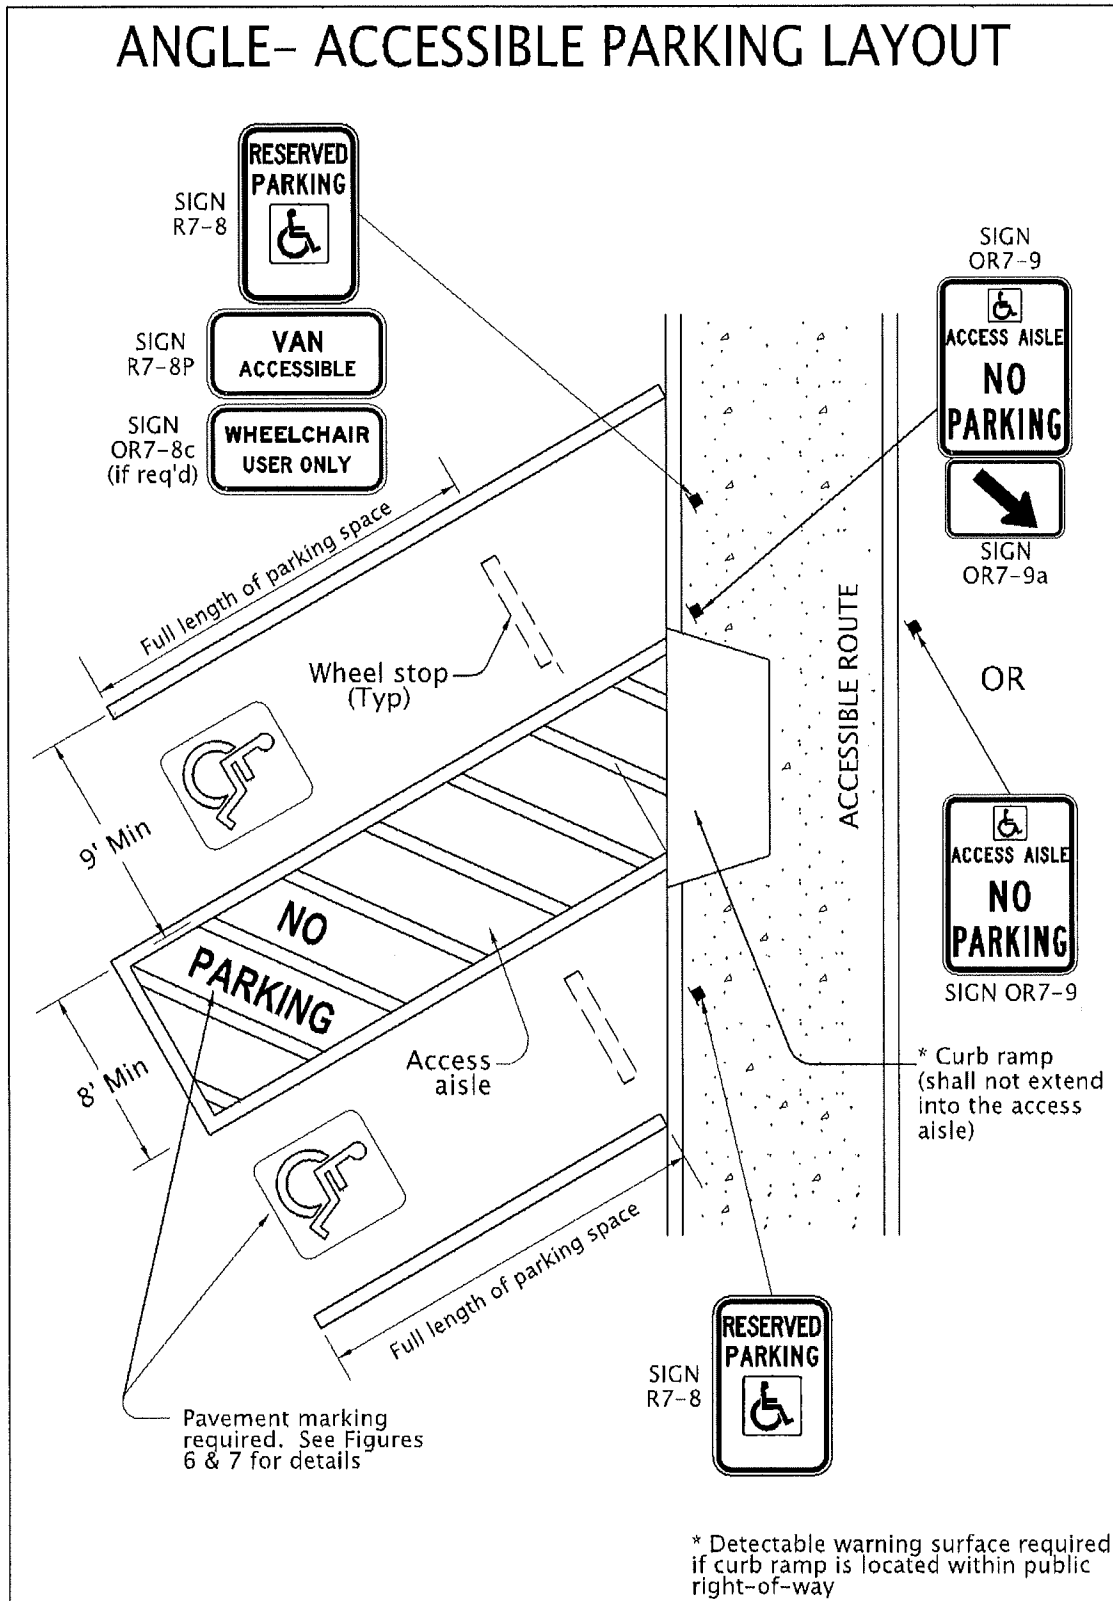 ANGLE- ACCESSIBLE PARKING LAYOUT
RESERVED
PARKING
SIGN
R7-8
VAN
ACCESSIBLE
SIGN
R7-8P
WHEELCHAIR
USER ONLY
SIGN
OR7-8c
(if req'd)
SIGN
OR7-9
ACCESS AISLE
NO
PARKING
SIGN
OR7-9a
Full length of parking space
Wheel stop
(Typ)
ACCESSIBLE ROUTE
OR
9' Min
ACCESS AISLE
NO
PARKING
SIGN OR7-9
NO
PARKING
8' Min
Access
aisle
* Curb ramp
(shall not extend
into the access
aisle)
Full length of parking space
RESERVED
PARKING
SIGN
R7-8
Pavement marking
required. See Figures
6 & 7 for details
* Detectable warning surface required
if curb ramp is located within public
right-of-way